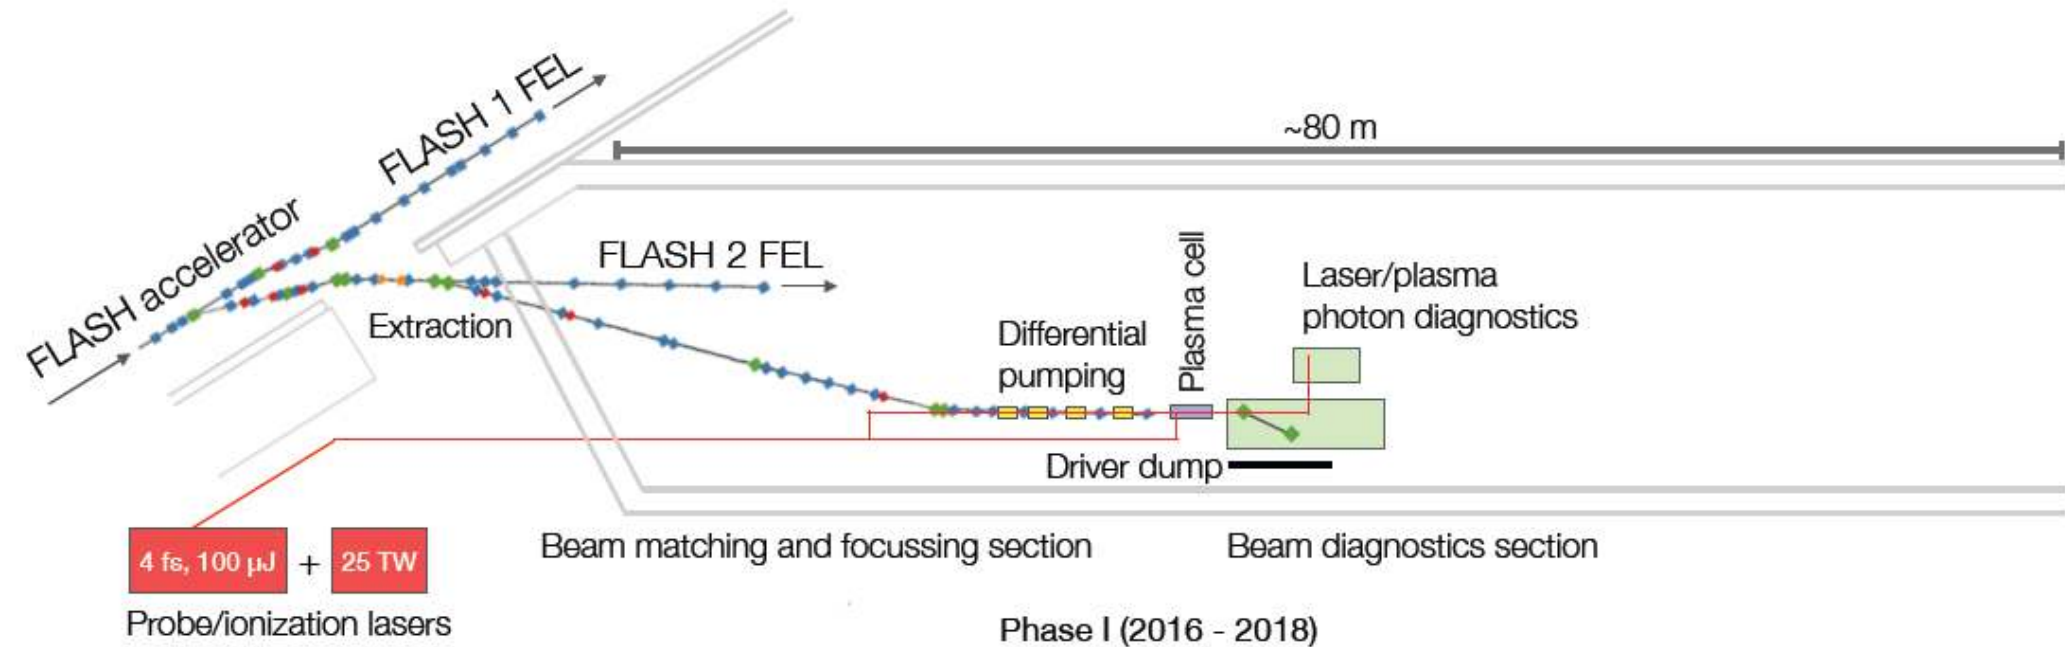 FLASH 1 FEL
~80 m
FLASH accelerator
FLASH 2 FEL
Extraction
Differential
pumping
Plasma cell
Laser/plasma
photon diagnostics
Driver dump
4 fs, 100 µJ + 25 TW
Probe/ionization lasers
Beam matching and focussing section
Beam diagnostics section
Phase I (2016 - 2018)